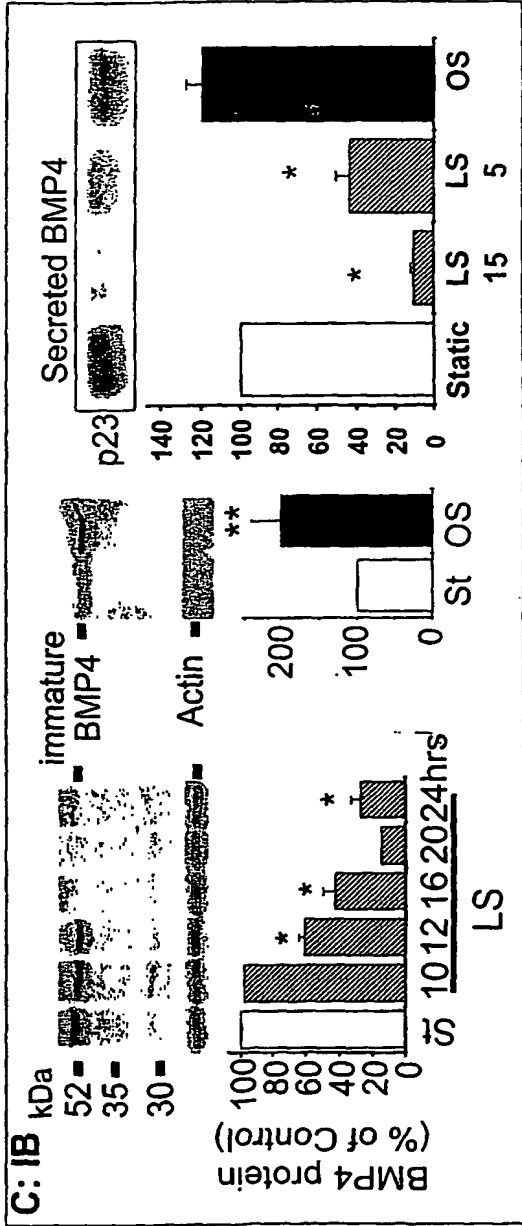 C: IB
kDa
52
35
30
immature
BMP4
Actin
BMP4 protein
(% of Control)
100
80
60
40
20
0
* * *
St 10 12 16 20 24hrs
LS
200
100
0
**
St OS
Secreted BMP4
p23
140
120
100
80
60
40
20
0
* *
Static LS LS OS
15 5